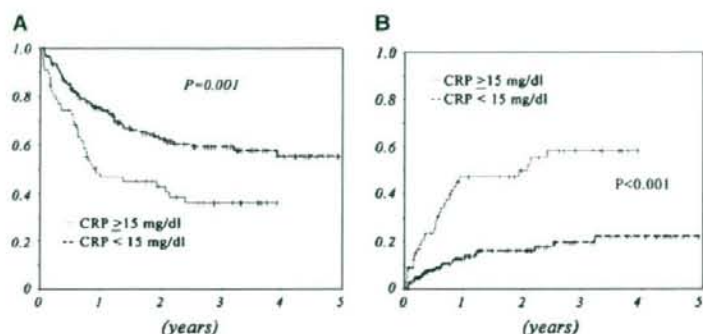 A
1.0
0.8
0.6
0.4
0.2
0
P=0.001
CRP ≥15 mg/dl
CRP < 15 mg/dl
0 1 2 3 4 5
(years)
B
1.0
0.8
0.6
0.4
0.2
0
CRP ≥15 mg/dl
CRP < 15 mg/dl
P<0.001
0 1 2 3 4 5
(years)